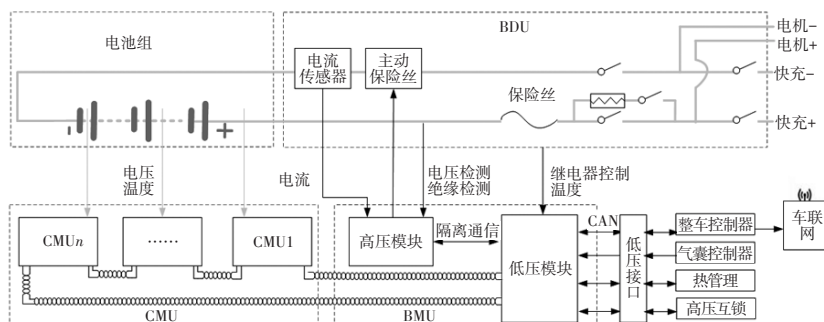 电池组
BDU
电机-
电机+
电流
传感器
主动
保险丝
快充-
保险丝
快充+
电压
温度
电流
电压检测
绝缘检测
继电器控制
温度
CMUn
……
CMU1
高压模块
隔离通信
低压模块
CAN
低压接口
整车控制器
气囊控制器
热管理
高压互锁
车联
网
CMU
BMU